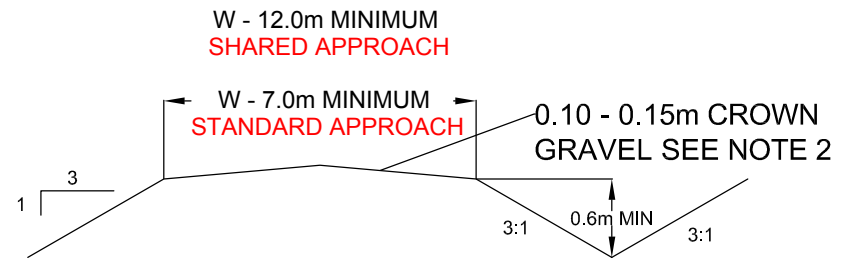 W - 12.0m MINIMUM
SHARED APPROACH
W - 7.0m MINIMUM
STANDARD APPROACH
0.10 - 0.15m CROWN
GRAVEL SEE NOTE 2
3
1
0.6m MIN
3:1
3:1